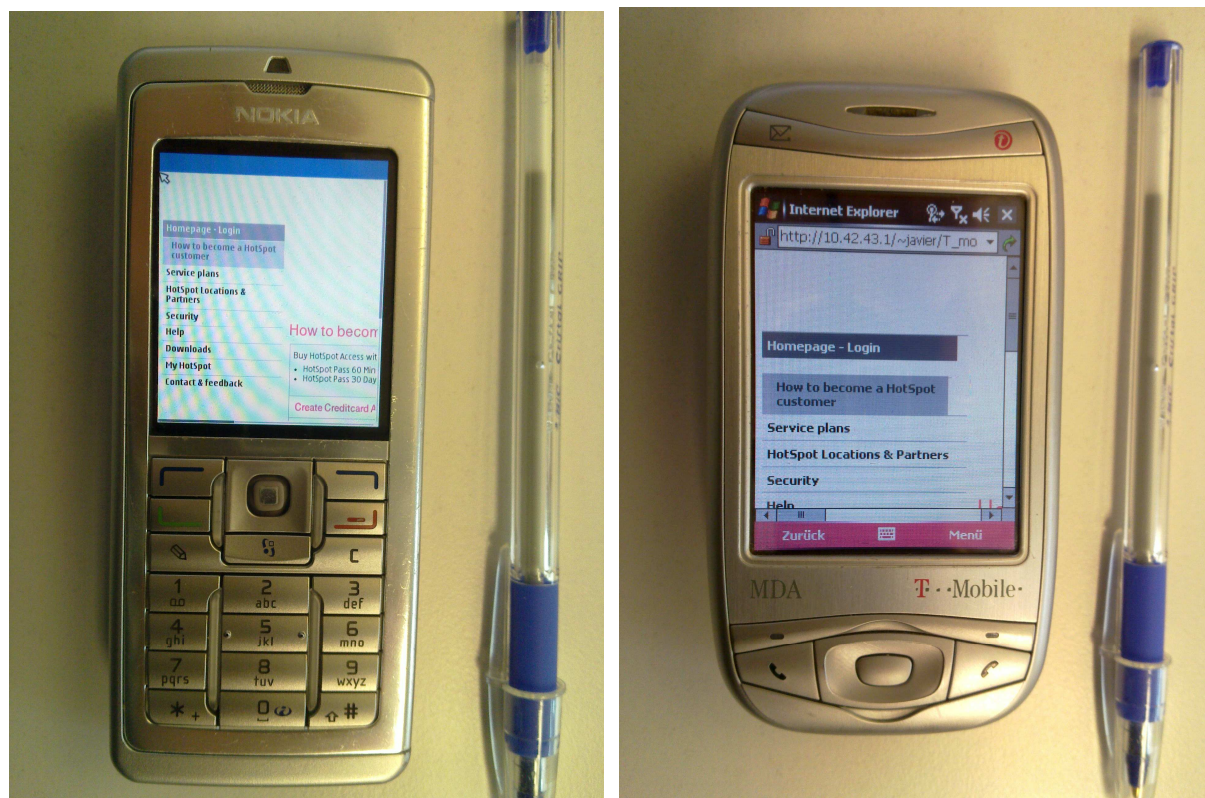 NOKIA
Homepage - Login
How to become a HotSpot
customer
Service plans
HotSpot Locations &
Partners
Security
Help
Downloads
My HotSpot
Contact & feedback
How to becom
Buy HotSpot Access wit
• HotSpot Pass 60 Min
• HotSpot Pass 30 Day
Create Creditcard A
C
1
2 abc
3 def
4 ghi
5 jkl
6 mno
7 pqrs
8 tuv
9 wxyz
* +
0
#
Internet Explorer
http://10.42.43.1/~javier/T_mo
Homepage - Login
How to become a HotSpot
customer
Service plans
HotSpot Locations & Partners
Security
Help
Zurück
Menü
MDA
T··Mobile·